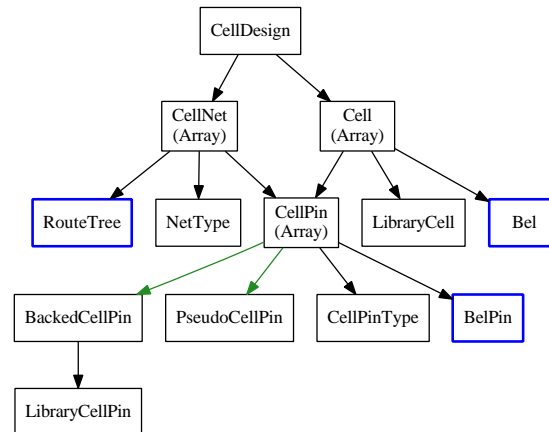 CellDesign
CellNet
(Array)
Cell
(Array)
RouteTree
NetType
CellPin
(Array)
LibraryCell
Bel
BackedCellPin
PseudoCellPin
CellPinType
BelPin
LibraryCellPin